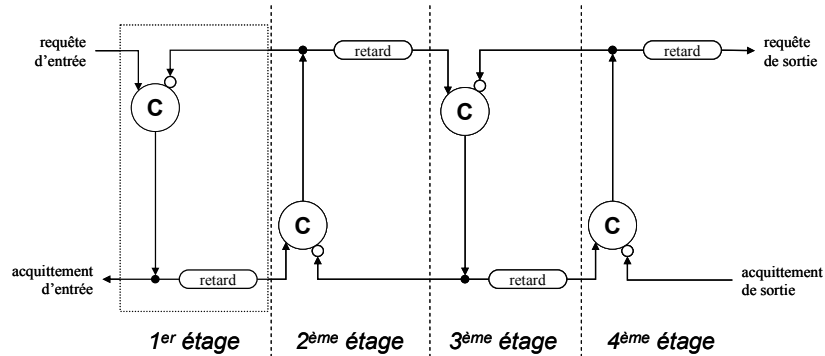 requête
d'entrée
retard
retard
requête
de sortie
C
C
C
C
acquittement
d'entrée
retard
retard
acquittement
de sortie
1er étage
2ème étage
3ème étage
4ème étage